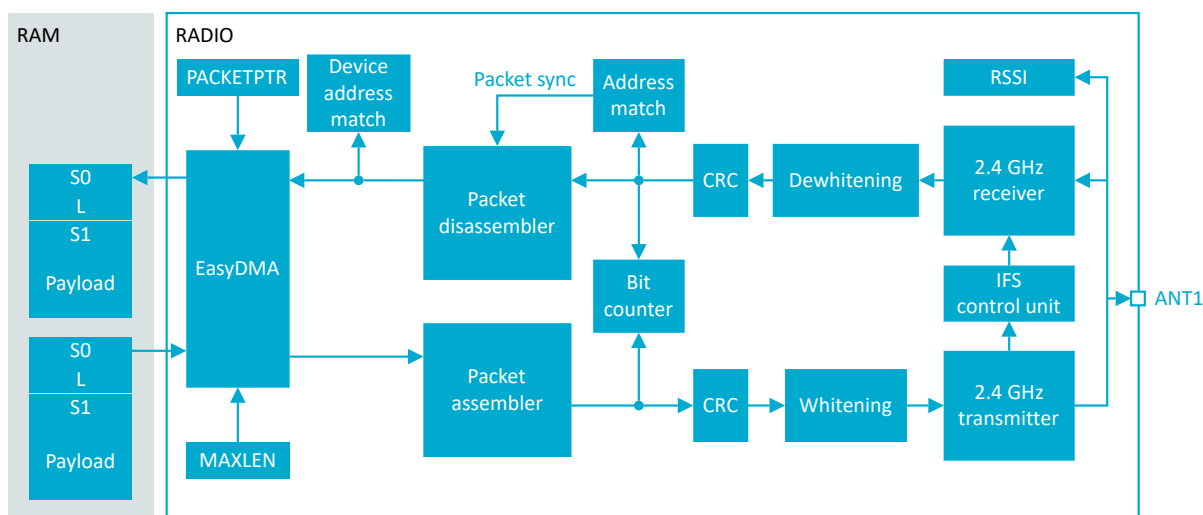 RAM
RADIO
PACKETPTR
Device
address
match
Packet sync
Address
match
RSSI
S0
L
S1
Payload
EasyDMA
Packet
disassembler
CRC
Dewhitening
2.4 GHz
receiver
Bit
counter
IFS
control unit
ANT1
S0
L
S1
Payload
MAXLEN
Packet
assembler
CRC
Whitening
2.4 GHz
transmitter